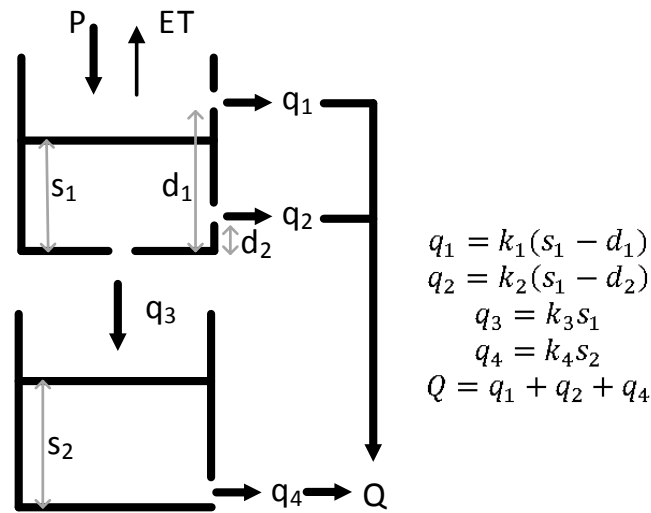 P ET
q₁
s₁ d₁
q₂
d₂
q₃
s₂
q₄ Q
q₁ = k₁(s₁ − d₁)
q₂ = k₂(s₁ − d₂)
q₃ = k₃s₁
q₄ = k₄s₂
Q = q₁ + q₂ + q₄